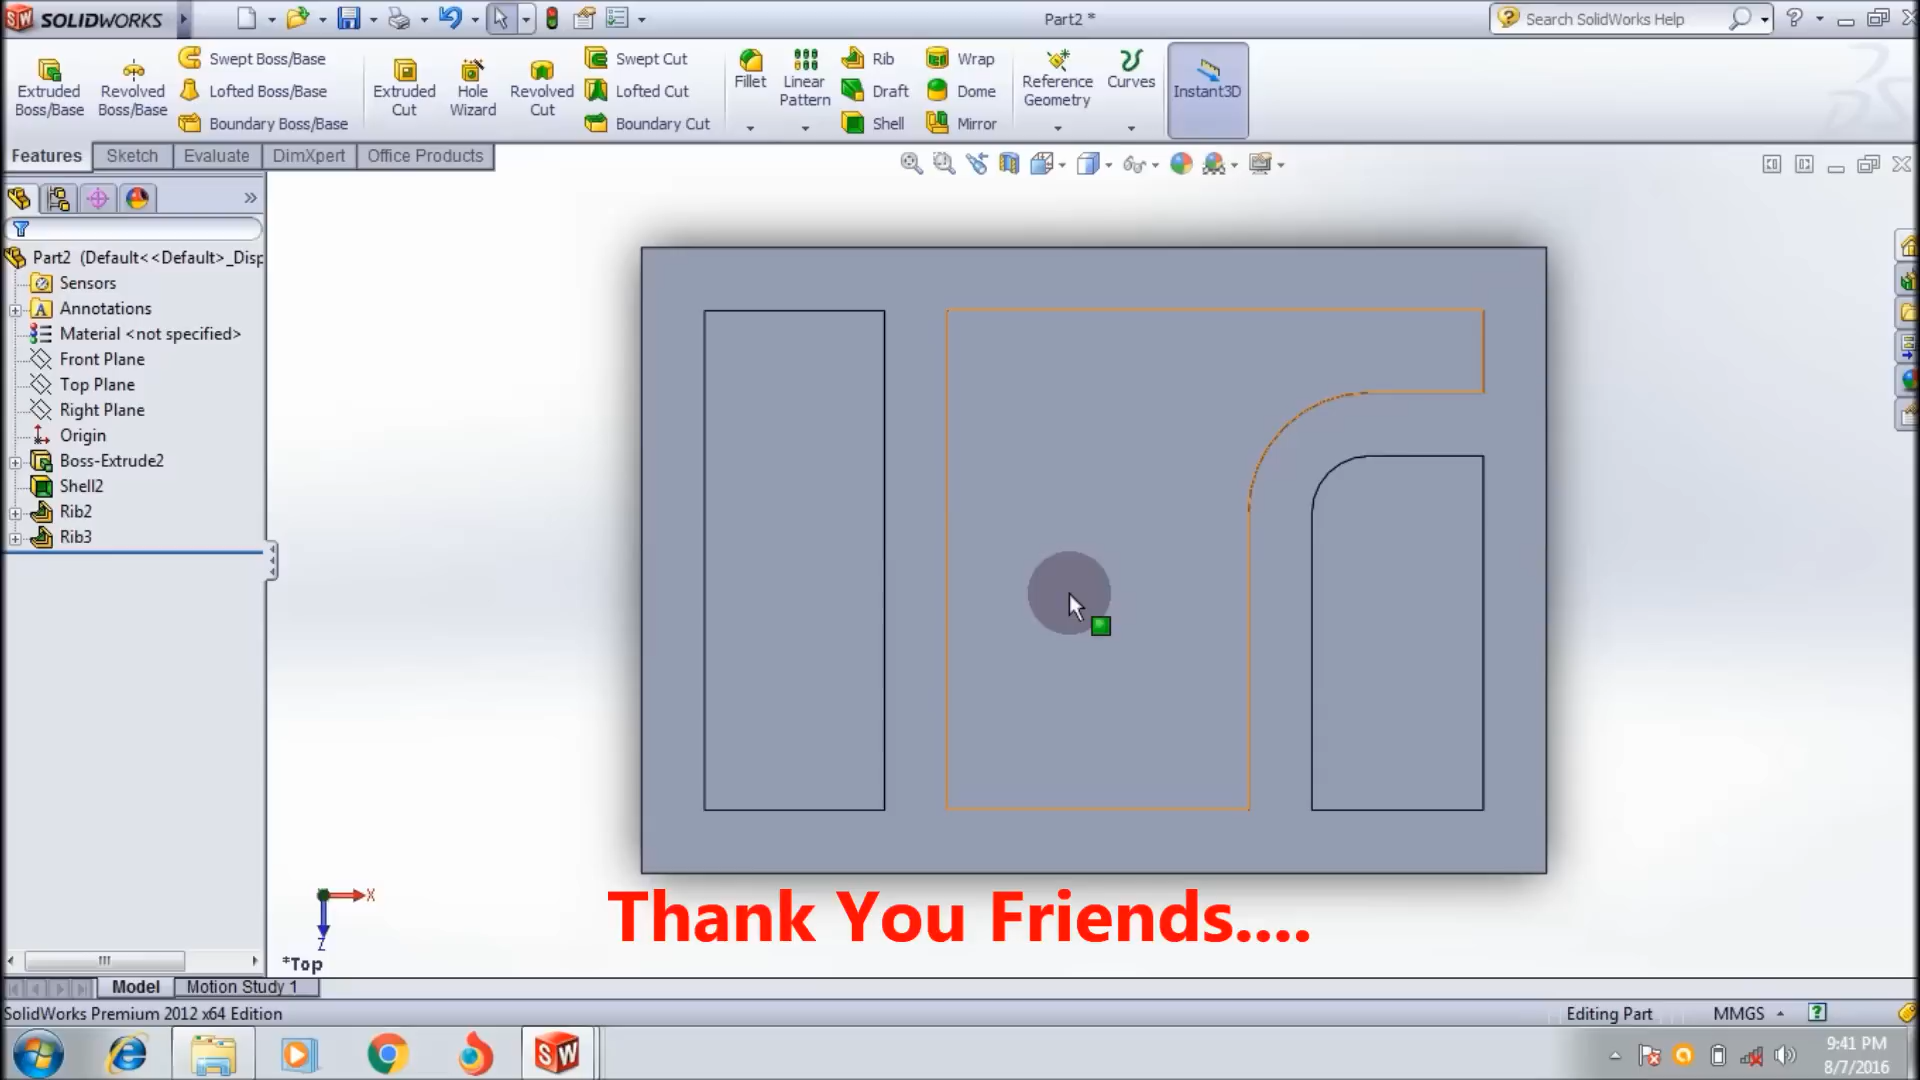 SOLIDWORKS
Part2 *
Search SolidWorks Help
Extruded Boss/Base
Revolved Boss/Base
Swept Boss/Base
Lofted Boss/Base
Boundary Boss/Base
Extruded Cut
Hole Wizard
Revolved Cut
Swept Cut
Lofted Cut
Boundary Cut
Fillet
Linear Pattern
Rib
Draft
Shell
Wrap
Dome
Mirror
Reference Geometry
Curves
Instant3D
Features
Sketch
Evaluate
DimXpert
Office Products
Part2 (Default<<Default>_Disp
Sensors
Annotations
Material <not specified>
Front Plane
Top Plane
Right Plane
Origin
Boss-Extrude2
Shell2
Rib2
Rib3
X
Z
*Top
Thank You Friends....
Model
Motion Study 1
SolidWorks Premium 2012 x64 Edition
Editing Part
MMGS
9:41 PM
8/7/2016